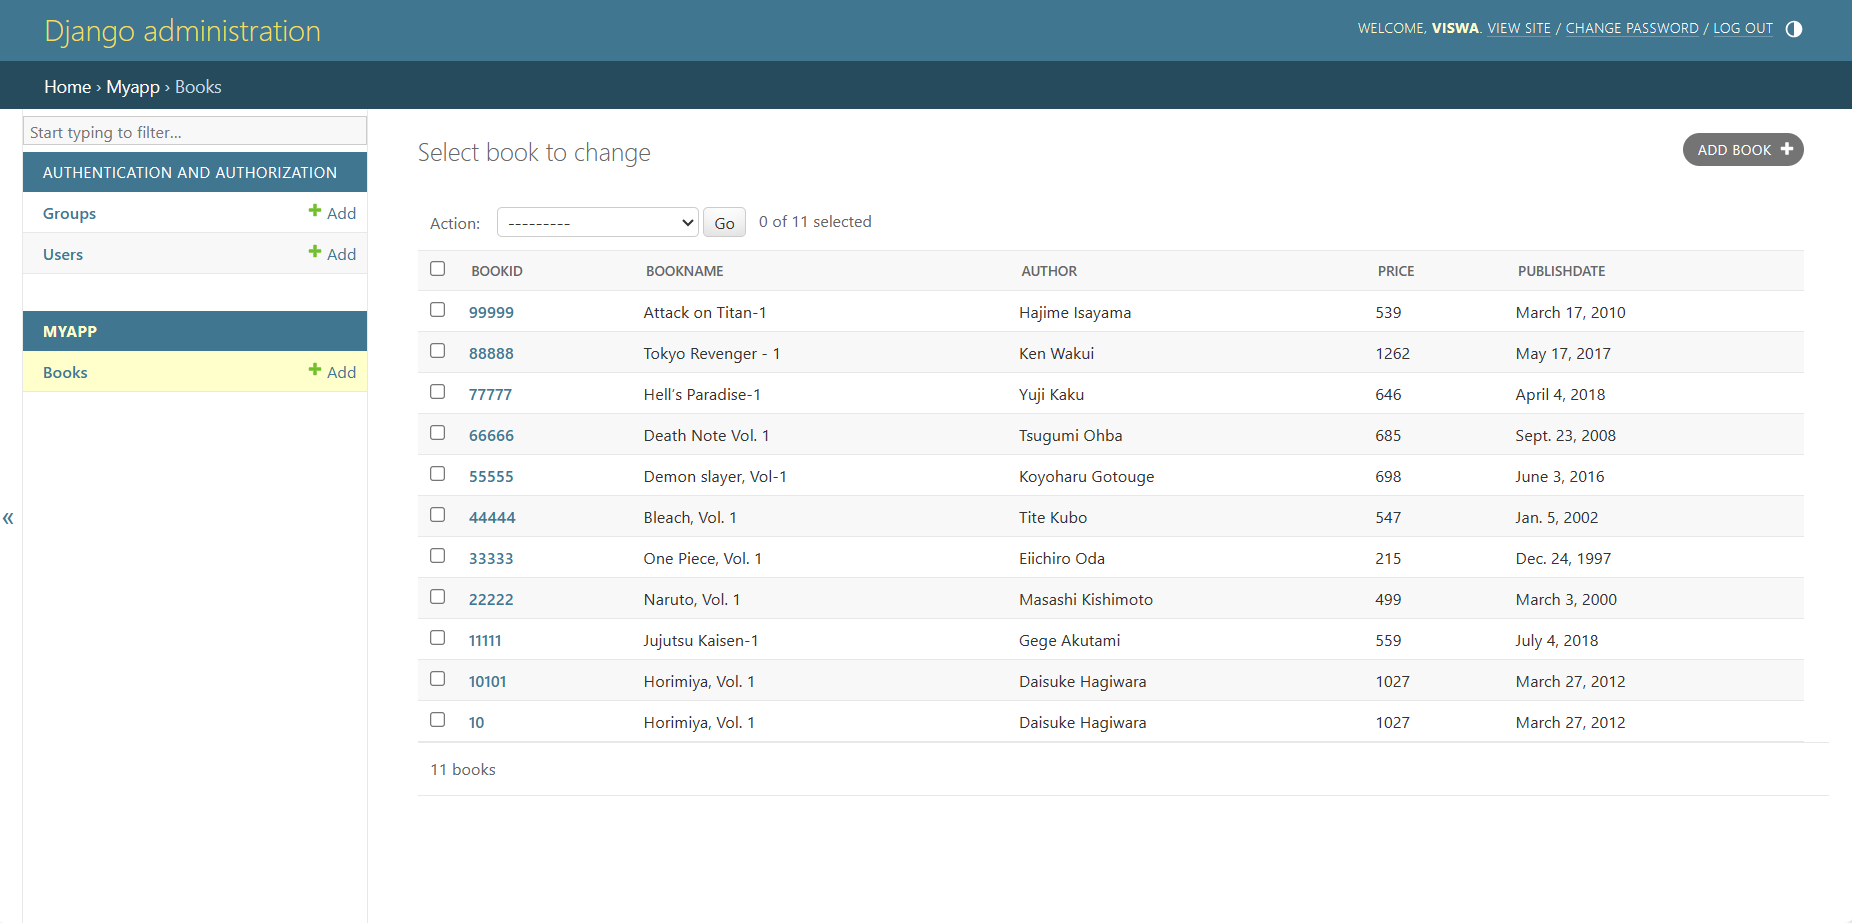 Django administration
WELCOME, VISWA. VIEW SITE / CHANGE PASSWORD / LOG OUT
Home › Myapp › Books
Start typing to filter...
AUTHENTICATION AND AUTHORIZATION
Groups + Add
Users + Add
MYAPP
Books + Add
«
Select book to change
ADD BOOK +
Action: --------- Go 0 of 11 selected
BOOKID BOOKNAME AUTHOR PRICE PUBLISHDATE
99999 Attack on Titan-1 Hajime Isayama 539 March 17, 2010
88888 Tokyo Revenger - 1 Ken Wakui 1262 May 17, 2017
77777 Hell's Paradise-1 Yuji Kaku 646 April 4, 2018
66666 Death Note Vol. 1 Tsugumi Ohba 685 Sept. 23, 2008
55555 Demon slayer, Vol-1 Koyoharu Gotouge 698 June 3, 2016
44444 Bleach, Vol. 1 Tite Kubo 547 Jan. 5, 2002
33333 One Piece, Vol. 1 Eiichiro Oda 215 Dec. 24, 1997
22222 Naruto, Vol. 1 Masashi Kishimoto 499 March 3, 2000
11111 Jujutsu Kaisen-1 Gege Akutami 559 July 4, 2018
10101 Horimiya, Vol. 1 Daisuke Hagiwara 1027 March 27, 2012
10 Horimiya, Vol. 1 Daisuke Hagiwara 1027 March 27, 2012
11 books